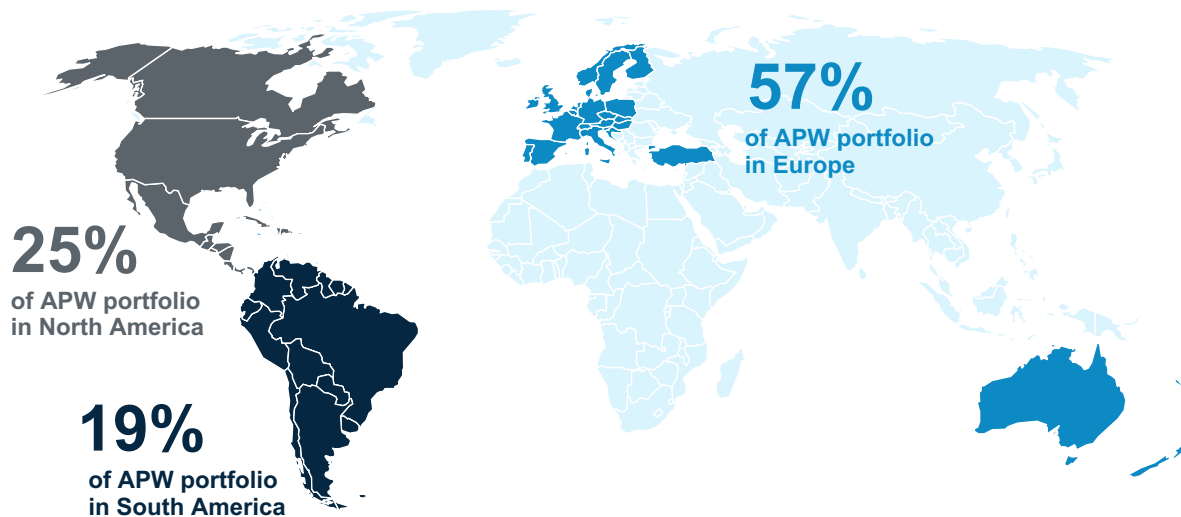 57%
of APW portfolio
in Europe
25%
of APW portfolio
in North America
19%
of APW portfolio
in South America